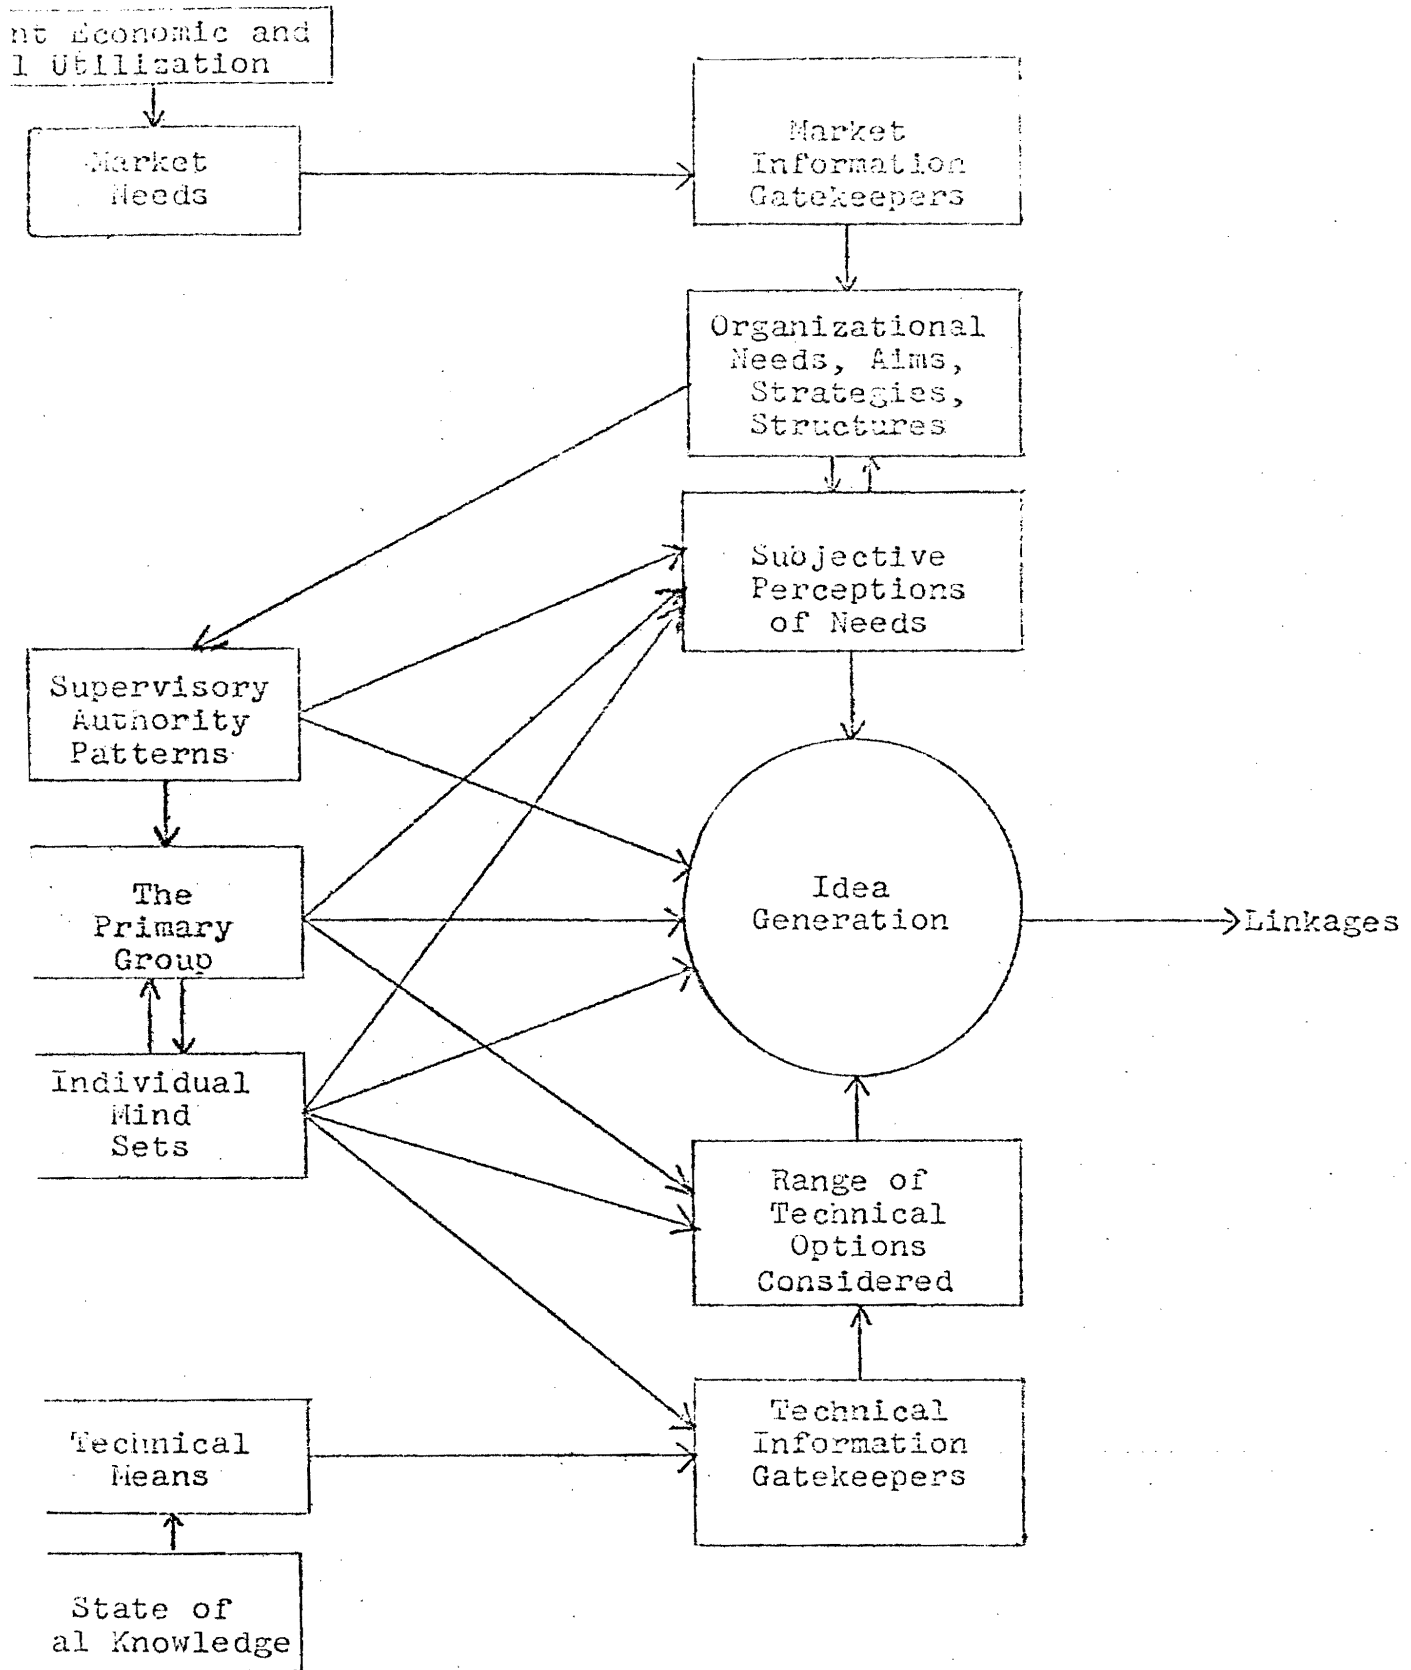 nt Economic and
l Utilization
Market
Needs
Market
Information
Gatekeepers
Organizational
Needs, Aims,
Strategies,
Structures
Subjective
Perceptions
of Needs
Supervisory
Authority
Patterns
The
Primary
Group
Idea
Generation
Linkages
Individual
Mind
Sets
Range of
Technical
Options
Considered
Technical
Means
Technical
Information
Gatekeepers
State of
al Knowledge